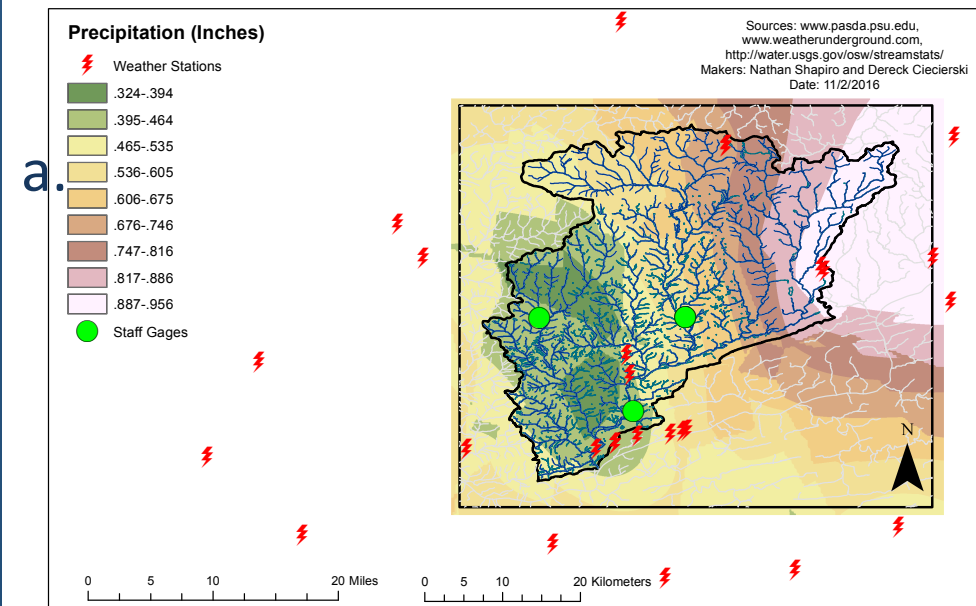 a.
Precipitation (Inches)
Weather Stations
.324-.394
.395-.464
.465-.535
.536-.605
.606-.675
.676-.746
.747-.816
.817-.886
.887-.956
Staff Gages
Sources: www.pasda.psu.edu,
www.weatherunderground.com,
http://water.usgs.gov/osw/streamstats/
Makers: Nathan Shapiro and Dereck Ciecierski
Date: 11/2/2016
N
0 5 10 20 Miles
0 5 10 20 Kilometers